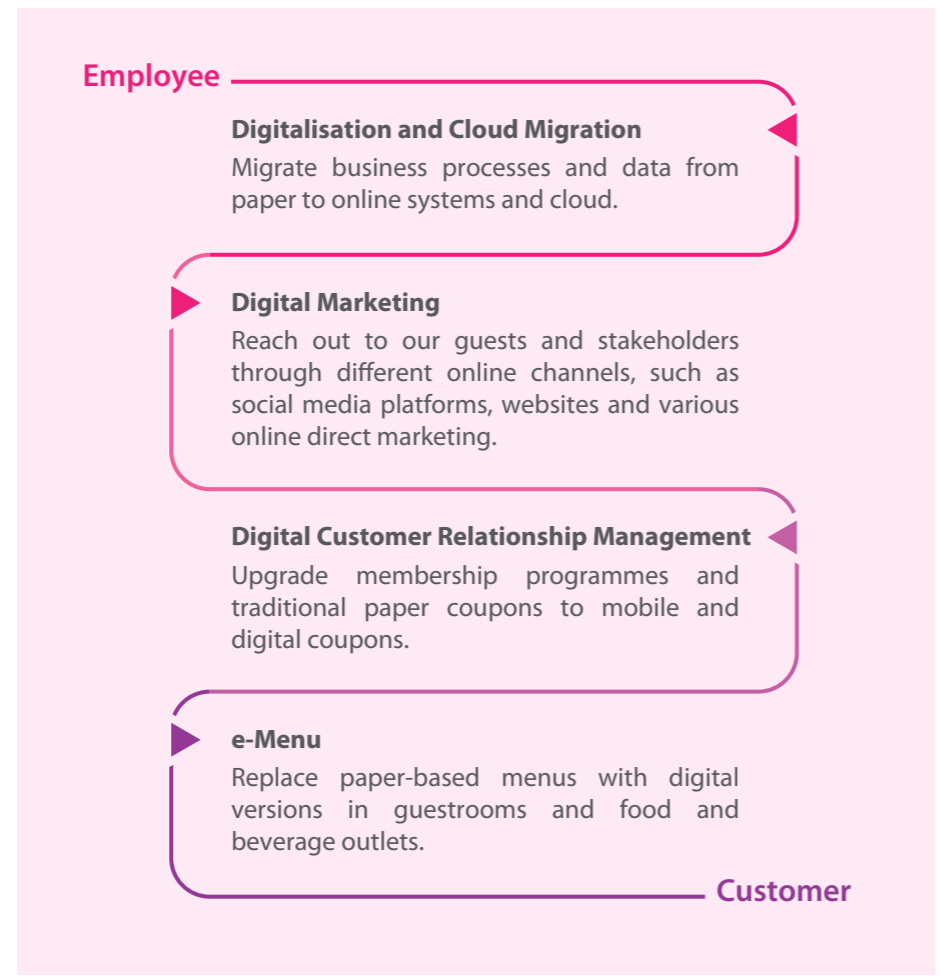 Employee
Digitalisation and Cloud Migration
Migrate business processes and data from
paper to online systems and cloud.
Digital Marketing
Reach out to our guests and stakeholders
through different online channels, such as
social media platforms, websites and various
online direct marketing.
Digital Customer Relationship Management
Upgrade membership programmes and
traditional paper coupons to mobile and
digital coupons.
e-Menu
Replace paper-based menus with digital
versions in guestrooms and food and
beverage outlets.
Customer